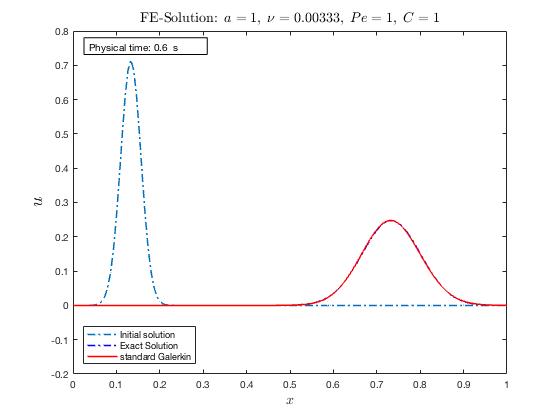 FE-Solution: a = 1, ν = 0.00333, Pe = 1, C = 1
0.8
Physical time: 0.6 s
0.7
0.6
0.5
0.4
0.3
0.2
0.1
0
-0.1
-0.2
u
Initial solution
Exact Solution
standard Galerkin
0 0.1 0.2 0.3 0.4 0.5 0.6 0.7 0.8 0.9 1
x